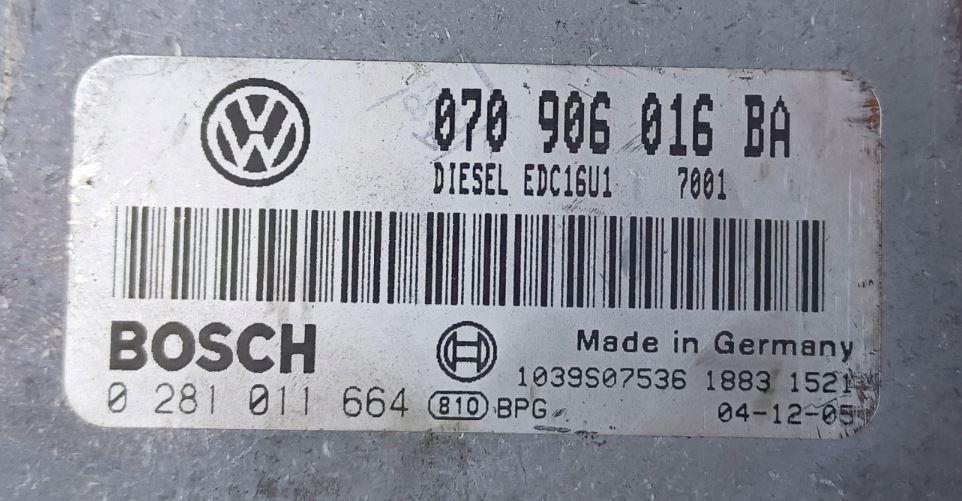 070 906 016 BA
DIESEL EDC16U1 7001
BOSCH
Made in Germany
1039S07536 1883 1521
0 281 011 664 810 BPG 04-12-05